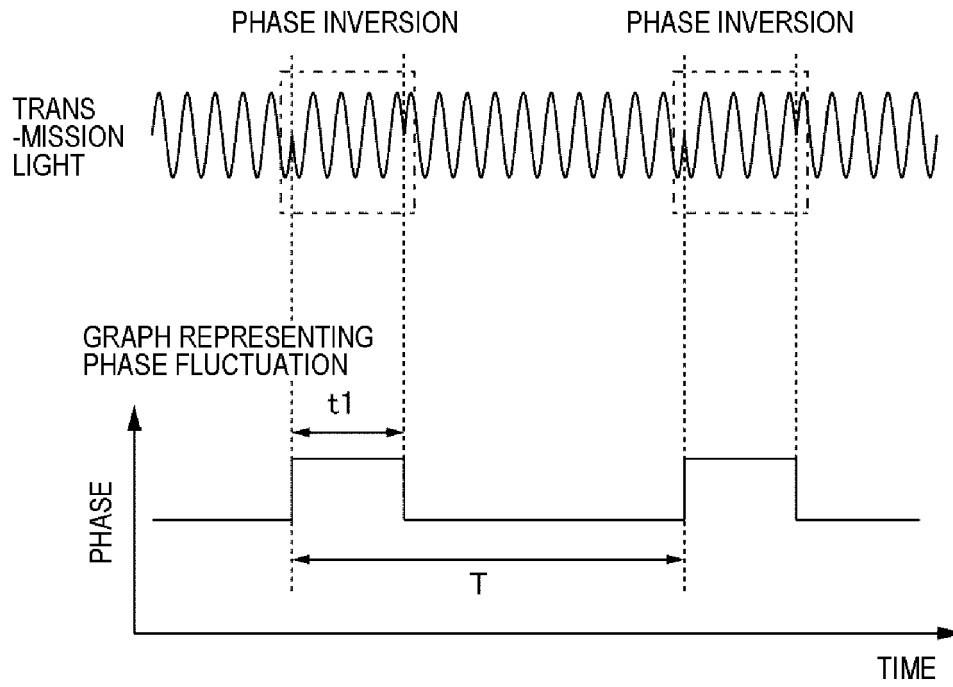 PHASE INVERSION
PHASE INVERSION
TRANS
-MISSION
LIGHT
GRAPH REPRESENTING
PHASE FLUCTUATION
t1
PHASE
T
TIME